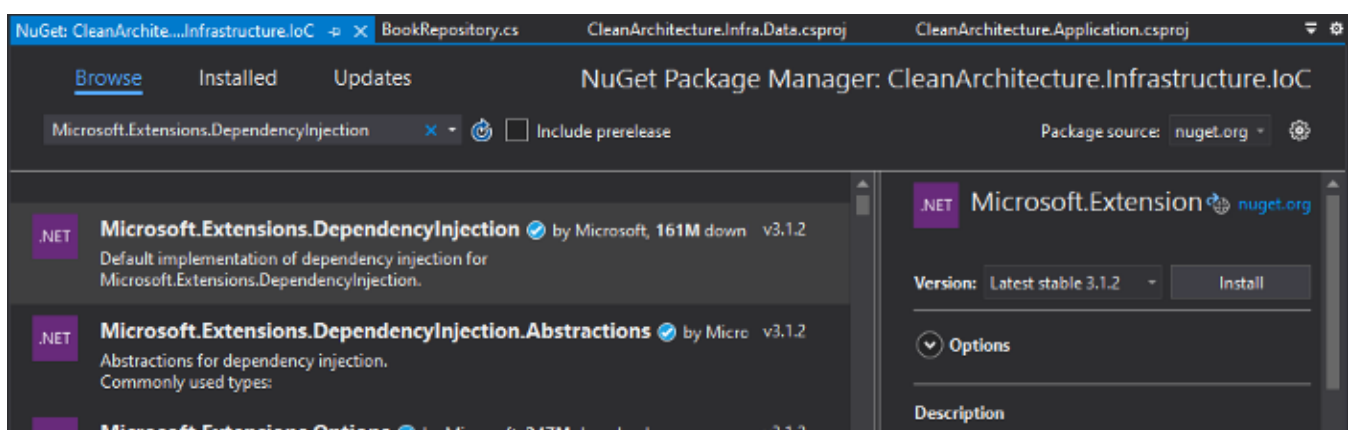 NuGet: CleanArchite....Infrastructure.IoC BookRepository.cs CleanArchitecture.Infra.Data.csproj CleanArchitecture.Application.csproj
Browse Installed Updates NuGet Package Manager: CleanArchitecture.Infrastructure.IoC
Microsoft.Extensions.DependencyInjection Include prerelease Package source: nuget.org
.NET Microsoft.Extensions.DependencyInjection by Microsoft, 161M down v3.1.2
Default implementation of dependency injection for
Microsoft.Extensions.DependencyInjection.
.NET Microsoft.Extensions.DependencyInjection.Abstractions by Micro v3.1.2
Abstractions for dependency injection.
Commonly used types:
Microsoft.Extensions.Options
.NET Microsoft.Extension nuget.org
Version: Latest stable 3.1.2 Install
Options
Description